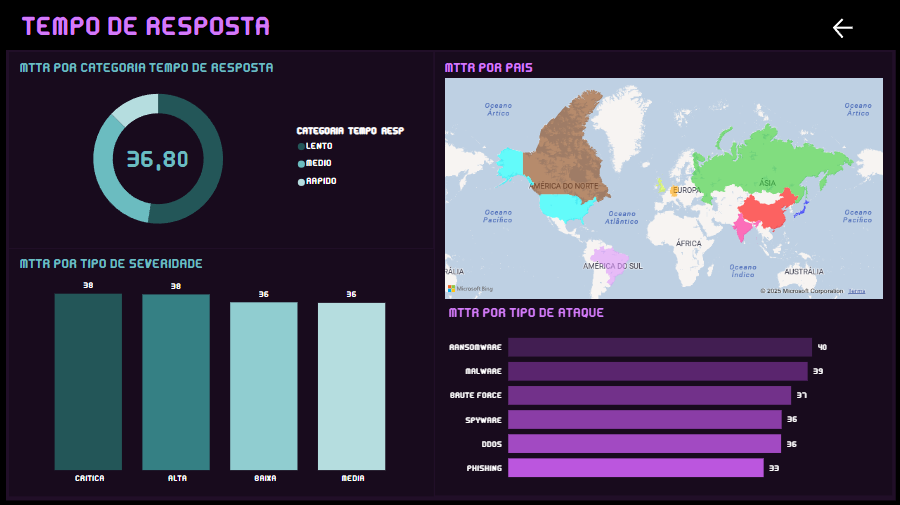 TEMPO DE RESPOSTA
MTTR POR CATEGORIA TEMPO DE RESPOSTA
36,80
CATEGORIA TEMPO RESP
LENTO
MEDIO
RAPIDO
MTTR POR TIPO DE SEVERIDADE
38
38
36
36
CRITICA
ALTA
BAIXA
MEDIA
MTTR POR PAIS
Oceano
Ártico
Oceano
Ártico
AMÉRICA DO NORTE
EUROPA
ÁSIA
Oceano
Pacífico
Oceano
Atlântico
Oceano
Pacífico
ÁFRICA
AMÉRICA DO SUL
Oceano
Índico
RÁLIA
AUSTRÁLIA
Microsoft Bing
© 2025 Microsoft Corporation Terms
MTTR POR TIPO DE ATAQUE
RANSOMWARE
40
MALWARE
39
BRUTE FORCE
37
SPYWARE
36
DDOS
36
PHISHING
33